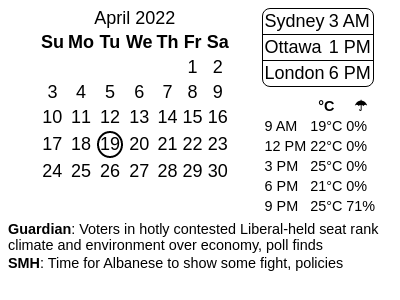 April 2022
Su Mo Tu We Th Fr Sa
1 2
3 4 5 6 7 8 9
10 11 12 13 14 15 16
17 18 19 20 21 22 23
24 25 26 27 28 29 30
Sydney 3 AM
Ottawa 1 PM
London 6 PM
°C ☂
9 AM 19°C 0%
12 PM 22°C 0%
3 PM 25°C 0%
6 PM 21°C 0%
9 PM 25°C 71%
Guardian: Voters in hotly contested Liberal-held seat rank
climate and environment over economy, poll finds
SMH: Time for Albanese to show some fight, policies